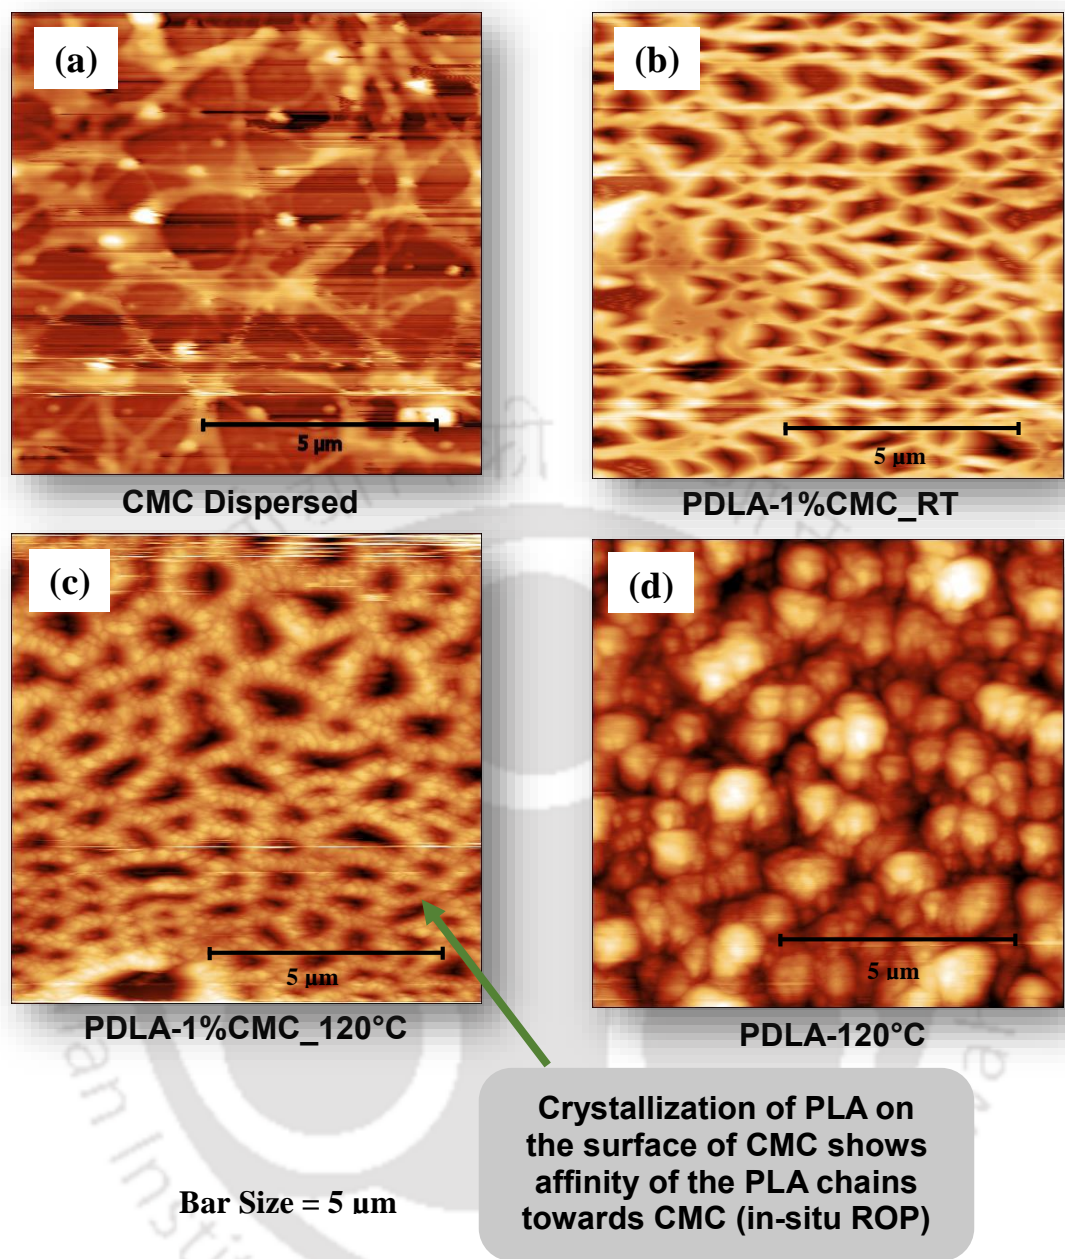 (a)
(b)
5 µm
5 µm
CMC Dispersed
PDLA-1%CMC_RT
(c)
(d)
5 µm
5 µm
PDLA-1%CMC_120°C
PDLA-120°C
Crystallization of PLA on
the surface of CMC shows
affinity of the PLA chains
towards CMC (in-situ ROP)
Bar Size = 5 µm